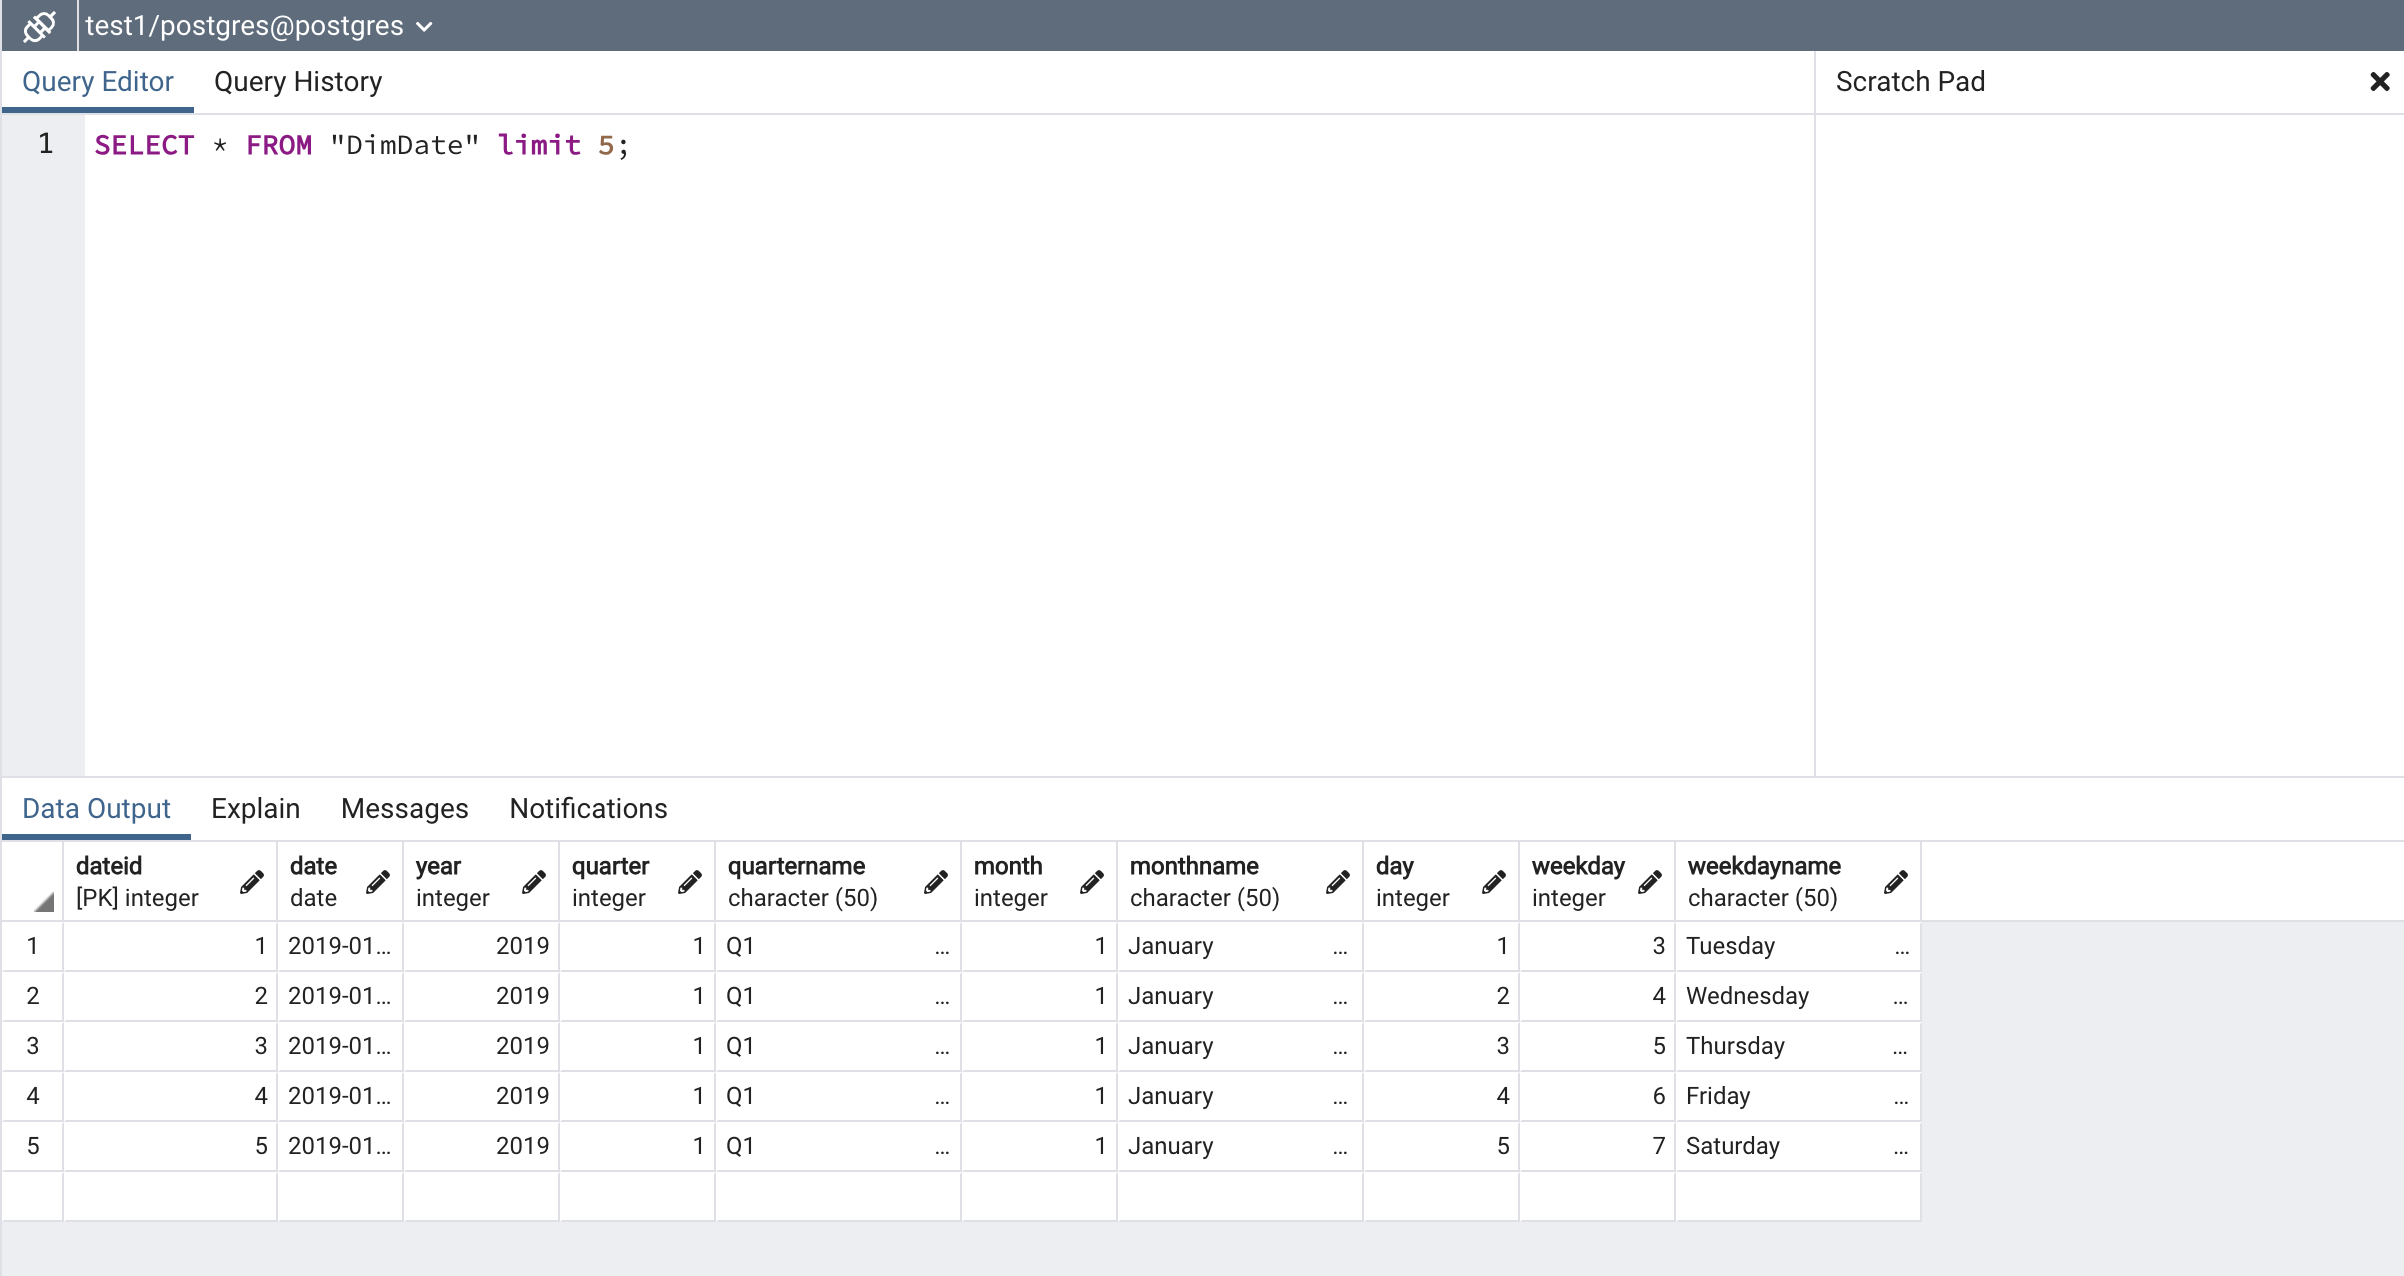 test1/postgres@postgres
Query Editor Query History Scratch Pad
1 SELECT * FROM "DimDate" limit 5;
Data Output Explain Messages Notifications
dateid date year quarter quartername month monthname day weekday weekdayname
[PK] integer date integer integer character (50) integer character (50) integer integer character (50)
1 1 2019-01... 2019 1 Q1 ... 1 January ... 1 3 Tuesday ...
2 2 2019-01... 2019 1 Q1 ... 1 January ... 2 4 Wednesday ...
3 3 2019-01... 2019 1 Q1 ... 1 January ... 3 5 Thursday ...
4 4 2019-01... 2019 1 Q1 ... 1 January ... 4 6 Friday ...
5 5 2019-01... 2019 1 Q1 ... 1 January ... 5 7 Saturday ...